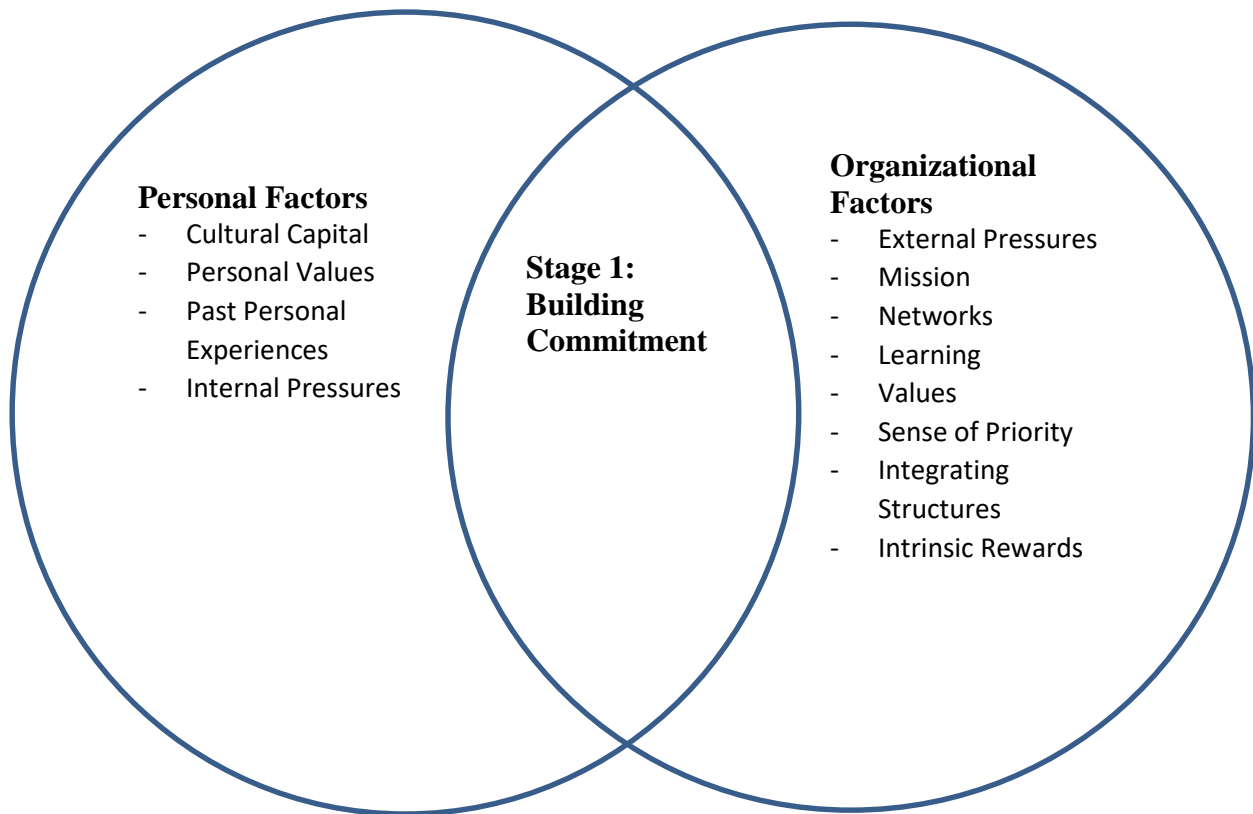 Personal Factors
- Cultural Capital
- Personal Values
- Past Personal
Experiences
- Internal Pressures
Stage 1:
Building
Commitment
Organizational
Factors
- External Pressures
- Mission
- Networks
- Learning
- Values
- Sense of Priority
- Integrating
Structures
- Intrinsic Rewards